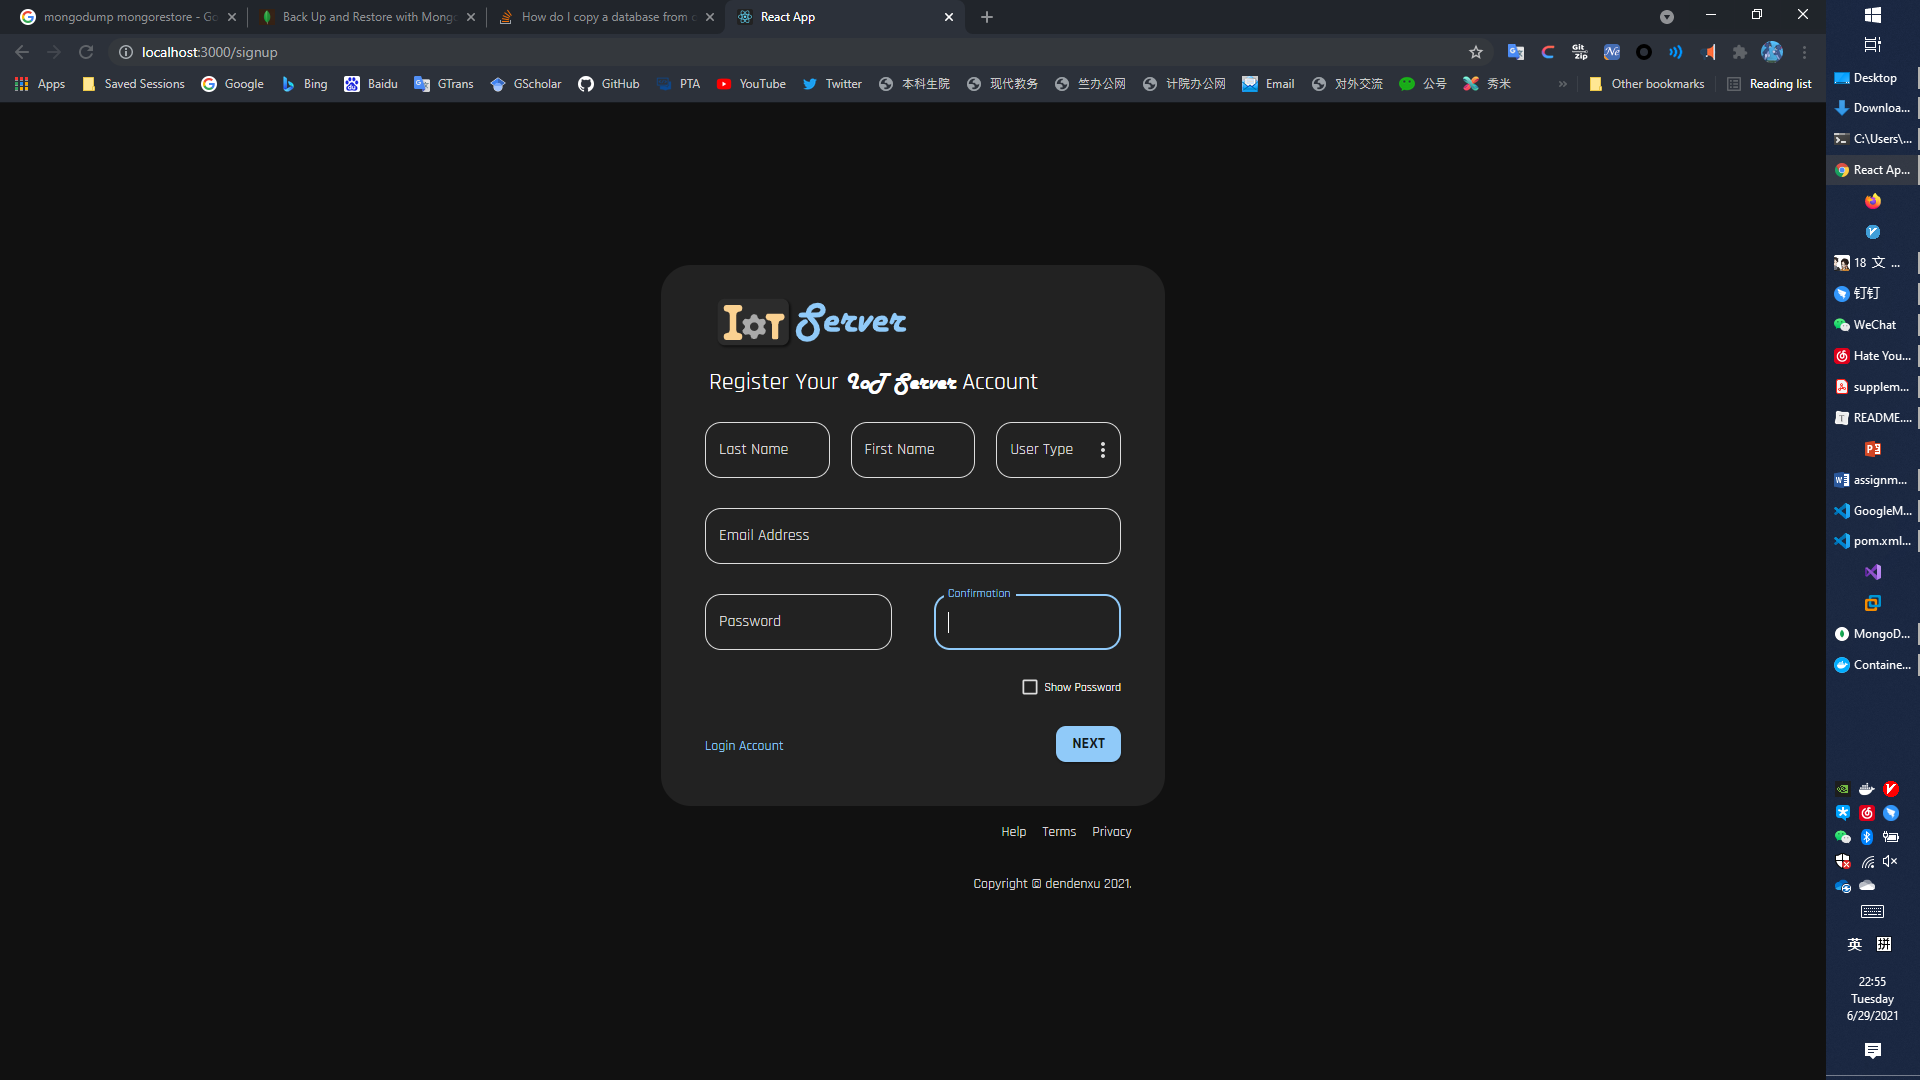 mongodump mongorestore - Go
Back Up and Restore with Mongo
How do I copy a database from o
React App
localhost:3000/signup
Apps
Saved Sessions
Google
Bing
Baidu
GTrans
GScholar
GitHub
PTA
YouTube
Twitter
本科生院
现代教务
竺办公网
计院办公网
Email
对外交流
公号
秀米
»
Other bookmarks
Reading list
IoT Server
Register Your IoT Server Account
Last Name
First Name
User Type
Email Address
Password
Confirmation
Show Password
Login Account
NEXT
Help Terms Privacy
Copyright © dendenxu 2021.
Desktop
Downloa...
C:\Users\...
React Ap...
18 文 ...
钉钉
WeChat
Hate You...
supplem...
README....
assignm...
GoogleM...
pom.xml...
MongoD...
Containe...
英 拼
22:55
Tuesday
6/29/2021